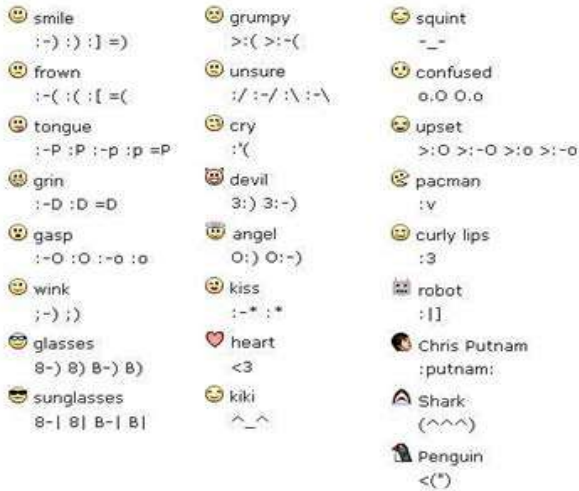 smile
:-) :) :] =)
frown
:-( :( :[ =(
tongue
:-P :P :-p :p =P
grin
:-D :D =D
gasp
:-O :O :-o :o
wink
;-) ;)
glasses
8-) 8) B-) B)
sunglasses
8-| 8| B-| B|
grumpy
>:( >:-(
unsure
:/ :-/ :\ :-\
cry
:'(
devil
3:) 3:-)
angel
O:) O:-)
kiss
:-* :*
heart
<3
kiki
^_^
squint
-_-
confused
o.O O.o
upset
>:O >:-O >:o >:-o
pacman
:v
curly lips
:3
robot
:|]
Chris Putnam
:putnam:
Shark
(^^^)
Penguin
<(")